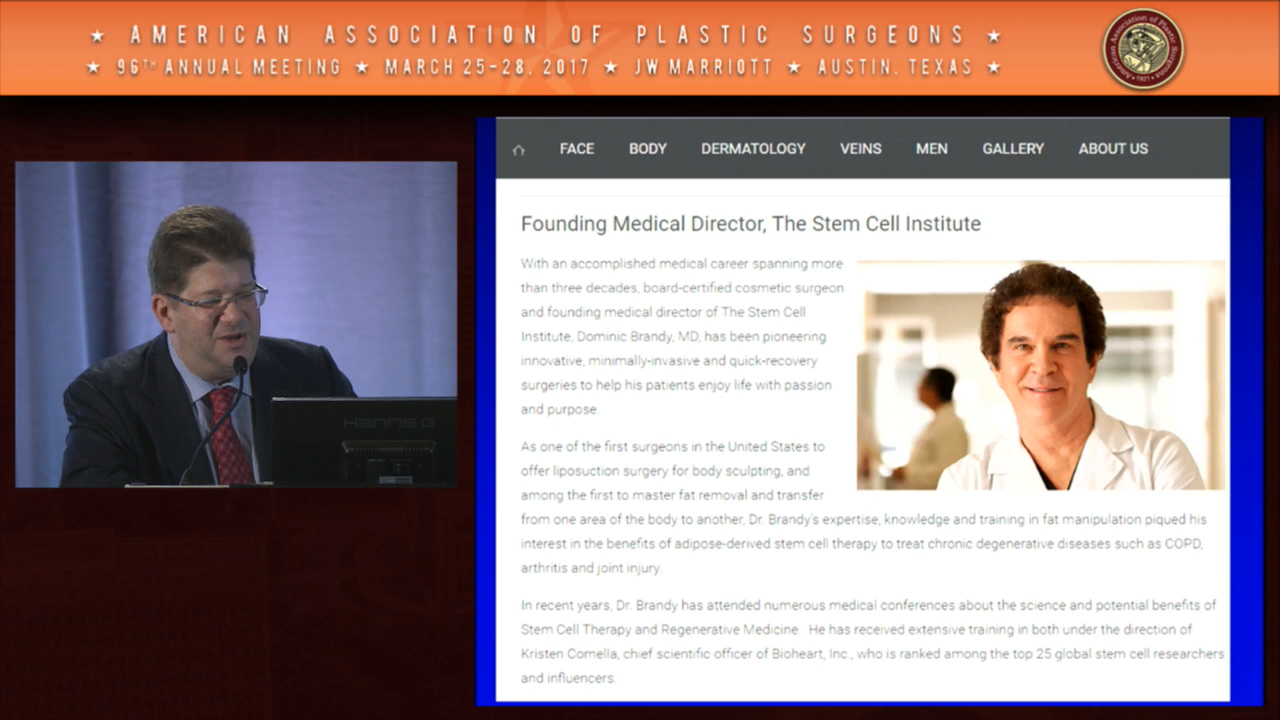 ★ AMERICAN ASSOCIATION OF PLASTIC SURGEONS ★
★ 96TH ANNUAL MEETING ★ MARCH 25-28, 2017 ★ JW MARRIOTT ★ AUSTIN, TEXAS ★
American Association of Plastic Surgeons
1921
FACE BODY DERMATOLOGY VEINS MEN GALLERY ABOUT US
Founding Medical Director, The Stem Cell Institute
With an accomplished medical career spanning more
than three decades, board-certified cosmetic surgeon
and founding medical director of The Stem Cell
Institute, Dominic Brandy, MD, has been pioneering
innovative, minimally-invasive and quick-recovery
surgeries to help his patients enjoy life with passion
and purpose.
As one of the first surgeons in the United States to
offer liposuction surgery for body sculpting, and
among the first to master fat removal and transfer
from one area of the body to another, Dr. Brandy's expertise, knowledge and training in fat manipulation piqued his
interest in the benefits of adipose-derived stem cell therapy to treat chronic degenerative diseases such as COPD,
arthritis and joint injury.
In recent years, Dr. Brandy has attended numerous medical conferences about the science and potential benefits of
Stem Cell Therapy and Regenerative Medicine. He has received extensive training in both under the direction of
Kristen Comella, chief scientific officer of Bioheart, Inc., who is ranked among the top 25 global stem cell researchers
and influencers.
HANNS-G